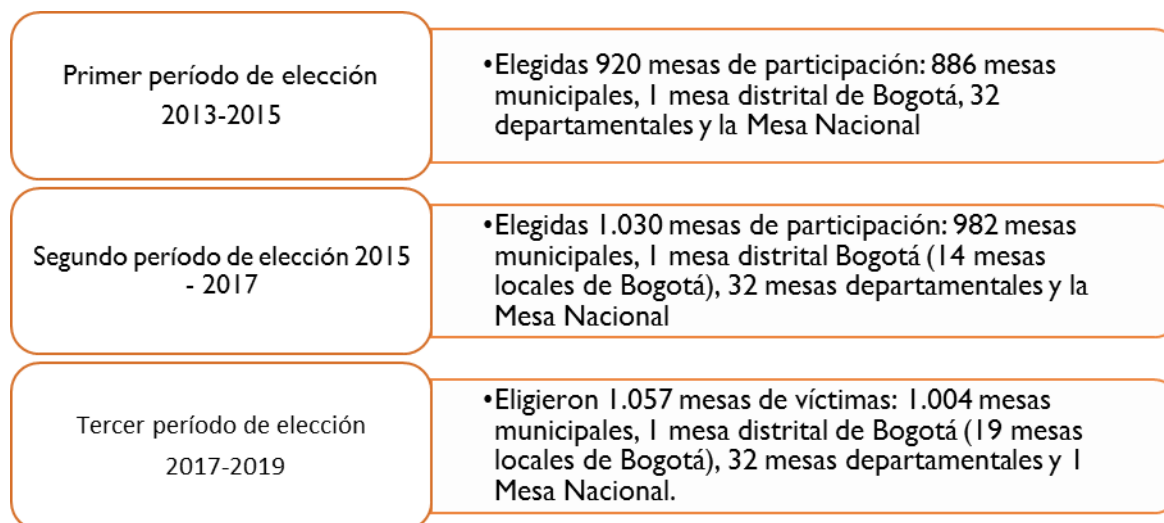 Primer período de elección
2013-2015
•Elegidas 920 mesas de participación: 886 mesas
municipales, 1 mesa distrital de Bogotá, 32
departamentales y la Mesa Nacional
Segundo período de elección 2015
- 2017
•Elegidas 1.030 mesas de participación: 982 mesas
municipales, 1 mesa distrital Bogotá (14 mesas
locales de Bogotá), 32 mesas departamentales y la
Mesa Nacional
Tercer período de elección
2017-2019
•Eligieron 1.057 mesas de víctimas: 1.004 mesas
municipales, 1 mesa distrital de Bogotá (19 mesas
locales de Bogotá), 32 mesas departamentales y 1
Mesa Nacional.